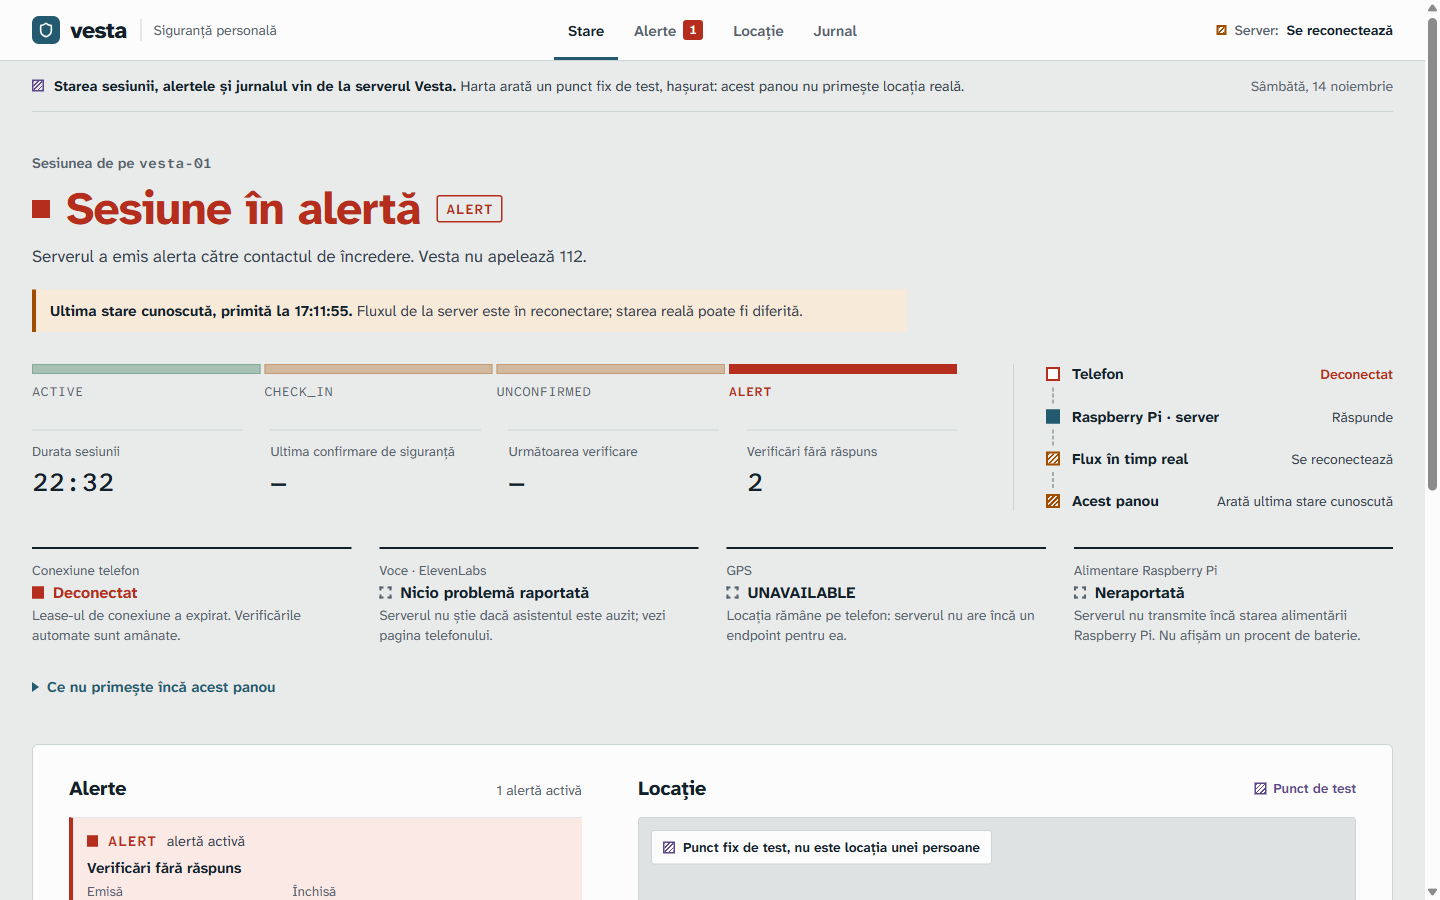 vesta
Siguranță personală
Stare
Alerte 1
Locație
Jurnal
Server: Se reconectează
Starea sesiunii, alertele și jurnalul vin de la serverul Vesta. Harta arată un punct fix de test, hașurat: acest panou nu primește locația reală.
Sâmbătă, 14 noiembrie
Sesiunea de pe vesta-01
Sesiune în alertă ALERT
Serverul a emis alerta către contactul de încredere. Vesta nu apelează 112.
Ultima stare cunoscută, primită la 17:11:55. Fluxul de la server este în reconectare; starea reală poate fi diferită.
ACTIVE
CHECK_IN
UNCONFIRMED
ALERT
Durata sesiunii
22:32
Ultima confirmare de siguranță
—
Următoarea verificare
—
Verificări fără răspuns
2
Telefon Deconectat
Raspberry Pi · server Răspunde
Flux în timp real Se reconectează
Acest panou Arată ultima stare cunoscută
Conexiune telefon
Deconectat
Lease-ul de conexiune a expirat. Verificările
automate sunt amânate.
Voce · ElevenLabs
Nicio problemă raportată
Serverul nu știe dacă asistentul este auzit; vezi
pagina telefonului.
GPS
UNAVAILABLE
Locația rămâne pe telefon: serverul nu are încă un
endpoint pentru ea.
Alimentare Raspberry Pi
Neraportată
Serverul nu transmite încă starea alimentării
Raspberry Pi. Nu afișăm un procent de baterie.
Ce nu primește încă acest panou
Alerte
1 alertă activă
ALERT alertă activă
Verificări fără răspuns
Emisă
Închisă
Locație
Punct de test
Punct fix de test, nu este locația unei persoane